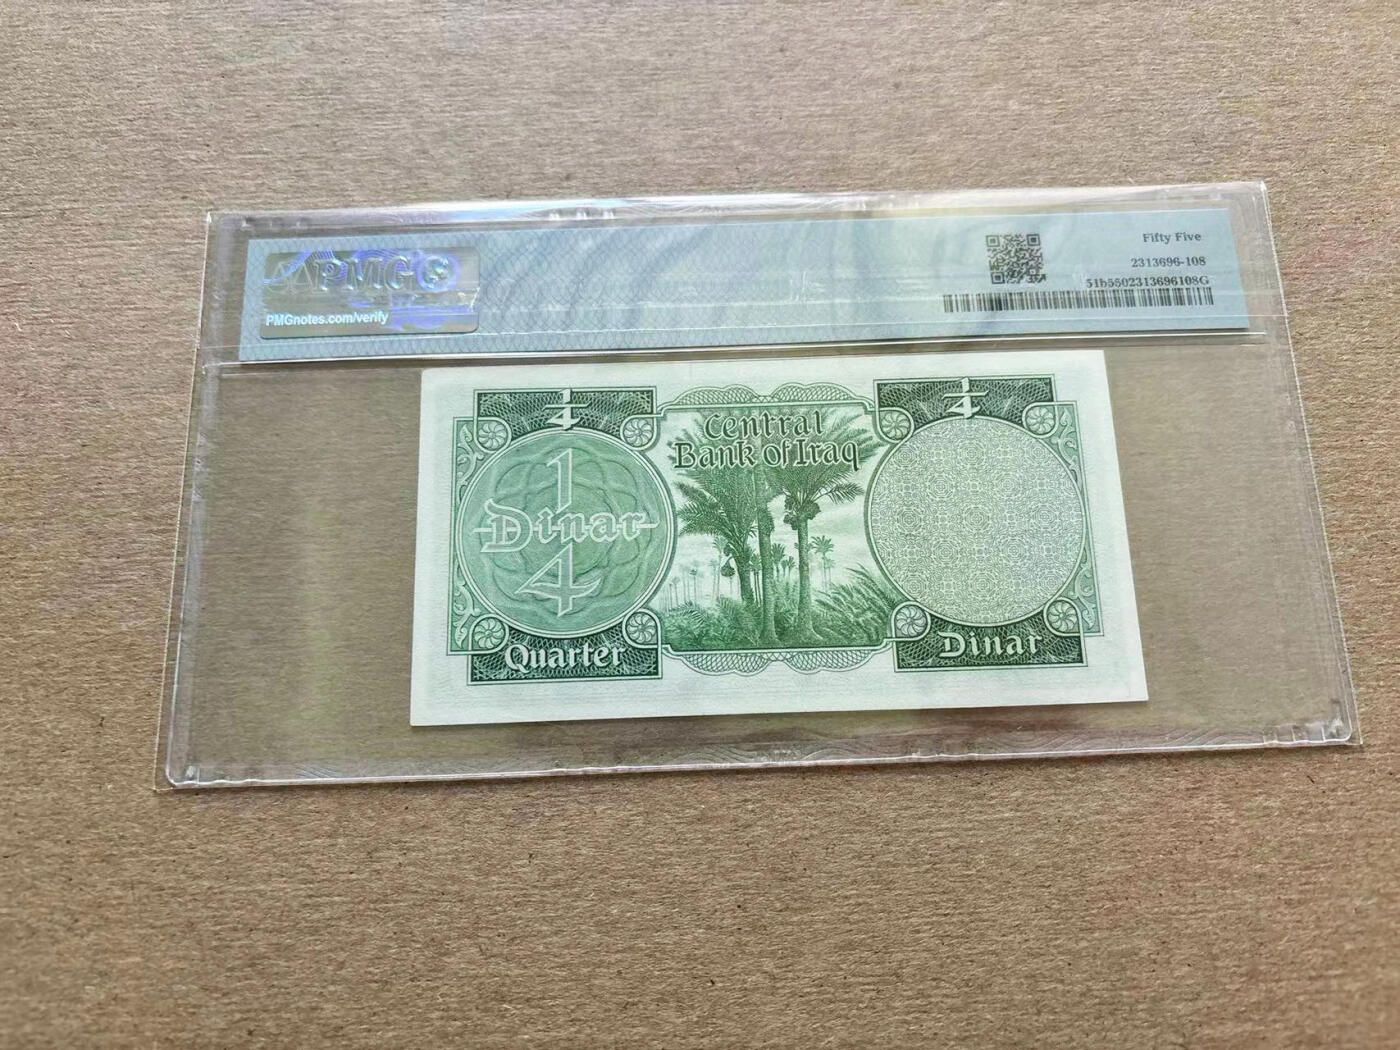 PMG
PMGnotes.com/verify
Fifty Five
2313696-108
51b5502313696108G
1/4
1/4
Central
Bank of Iraq
1
Dinar
4
Quarter
Dinar